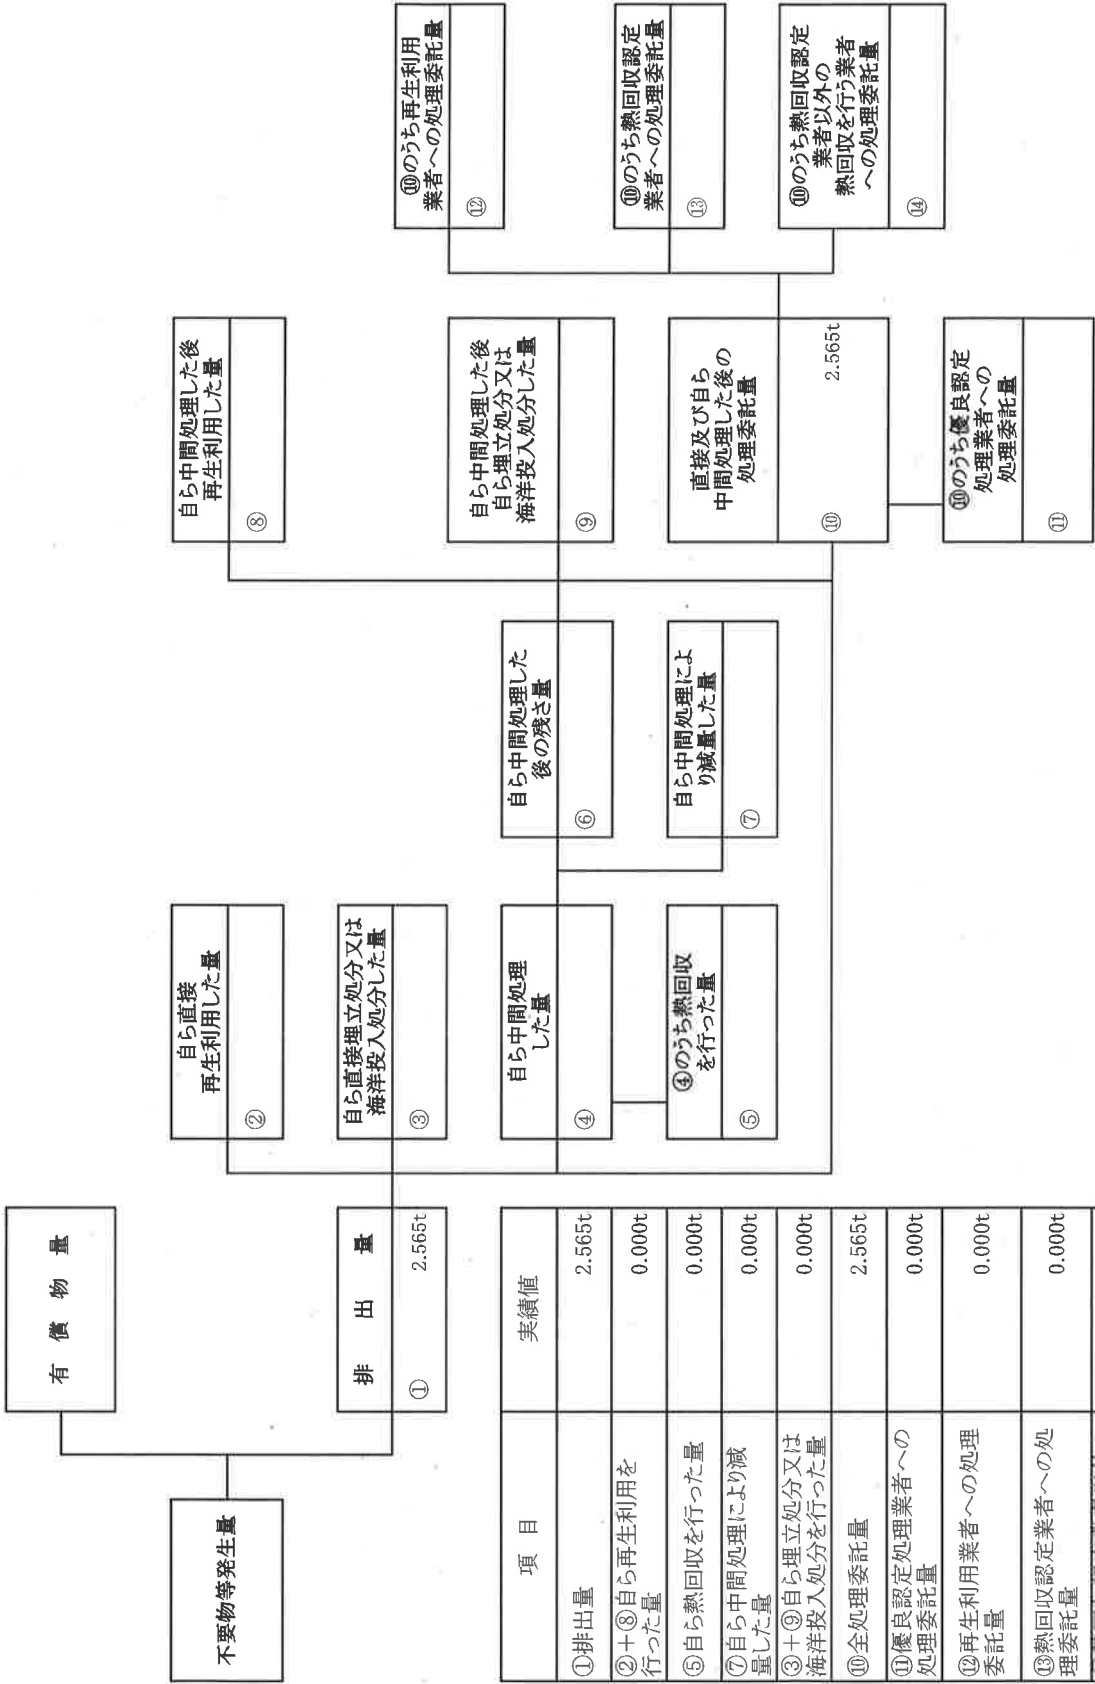 不要物等発生量
有 償 物 量
排 出 量
① 2.565t
自ら直接
再生利用した量
②
自ら直接埋立処分又は
海洋投入処分した量
③
自ら中間処理
した量
④
④のうち熱回収
を行った量
⑤
自ら中間処理した
後の残さ量
⑥
自ら中間処理によ
り減量した量
⑦
自ら中間処理した後
再生利用した量
⑧
自ら中間処理した後
自ら埋立処分又は
海洋投入処分した量
⑨
直接及び自ら
中間処理した後の
処理委託量
⑩ 2.565t
⑩のうち優良認定
処理業者への
処理委託量
⑪
⑩のうち再生利用
業者への処理委託量
⑫
⑩のうち熱回収認定
業者への処理委託量
⑬
⑩のうち熱回収認定
業者以外の
熱回収を行う業者
への処理委託量
⑭
項 目 実績値
①排出量 2.565t
②+⑧自ら再生利用を
行った量 0.000t
⑤自ら熱回収を行った量 0.000t
⑦自ら中間処理により減
量した量 0.000t
③+⑨自ら埋立処分又は
海洋投入処分を行った量 0.000t
⑩全処理委託量 2.565t
⑪優良認定処理業者への
処理委託量 0.000t
⑫再生利用業者への処理
委託量 0.000t
⑬熱回収認定業者への処
理委託量 0.000t